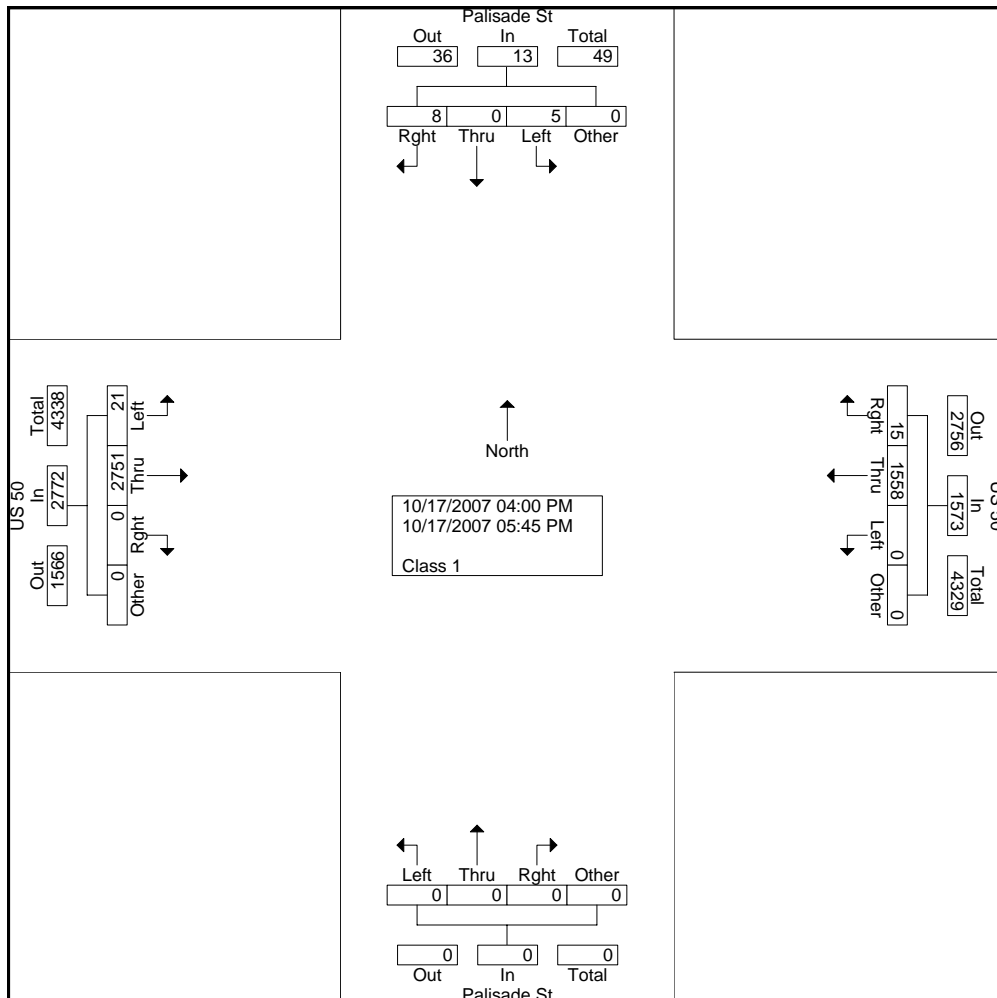 Palisade St
Out In Total
36 13 49
8 0 5 0
Rght Thru Left Other
US 50
Total In Out
4338 2772 1566
21 2751 0 0
Left Thru Rght Other
North
10/17/2007 04:00 PM
10/17/2007 05:45 PM
Class 1
Rght Thru Left Other
15 1558 0 0
2756 1573 4329
Out In Total
US 50
Left Thru Rght Other
0 0 0 0
0 0 0
Out In Total
Palisade St